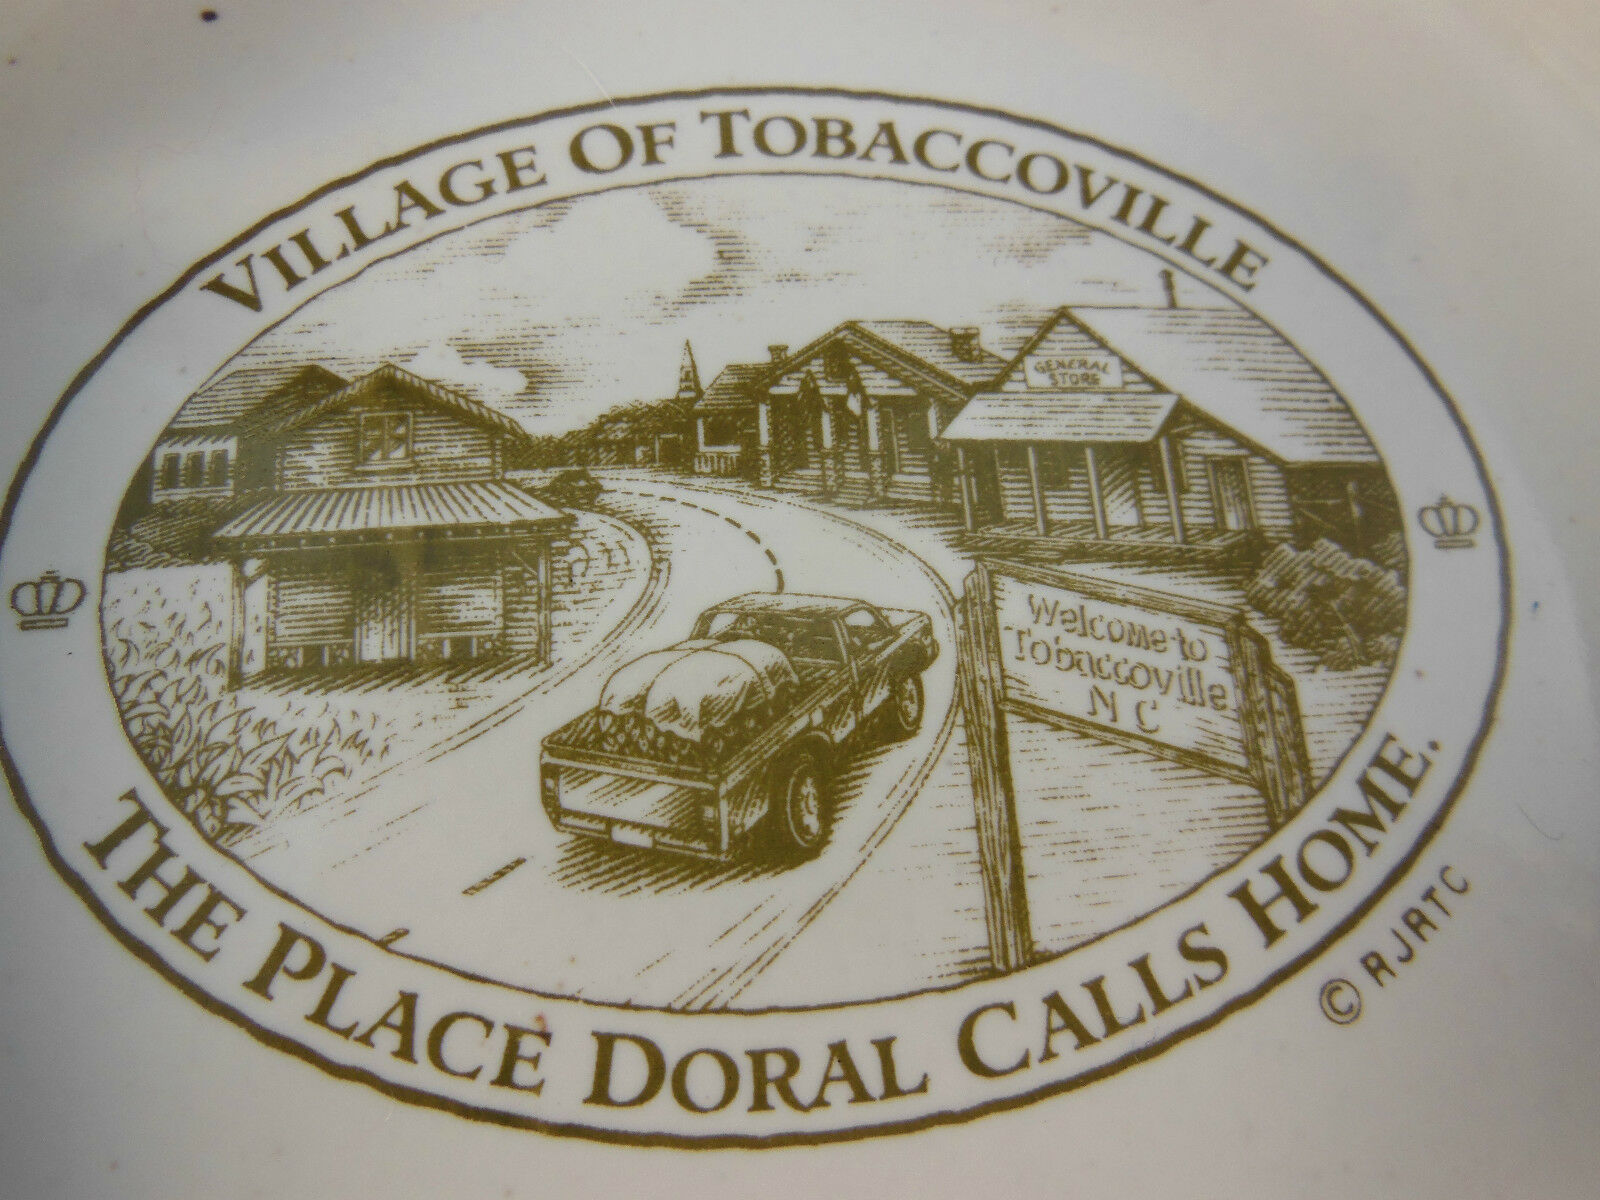 VILLAGE OF TOBACCOVILLE
GENERAL
STORE
Welcome to
Tobaccoville
N C
THE PLACE DORAL CALLS HOME.
© RJRTC